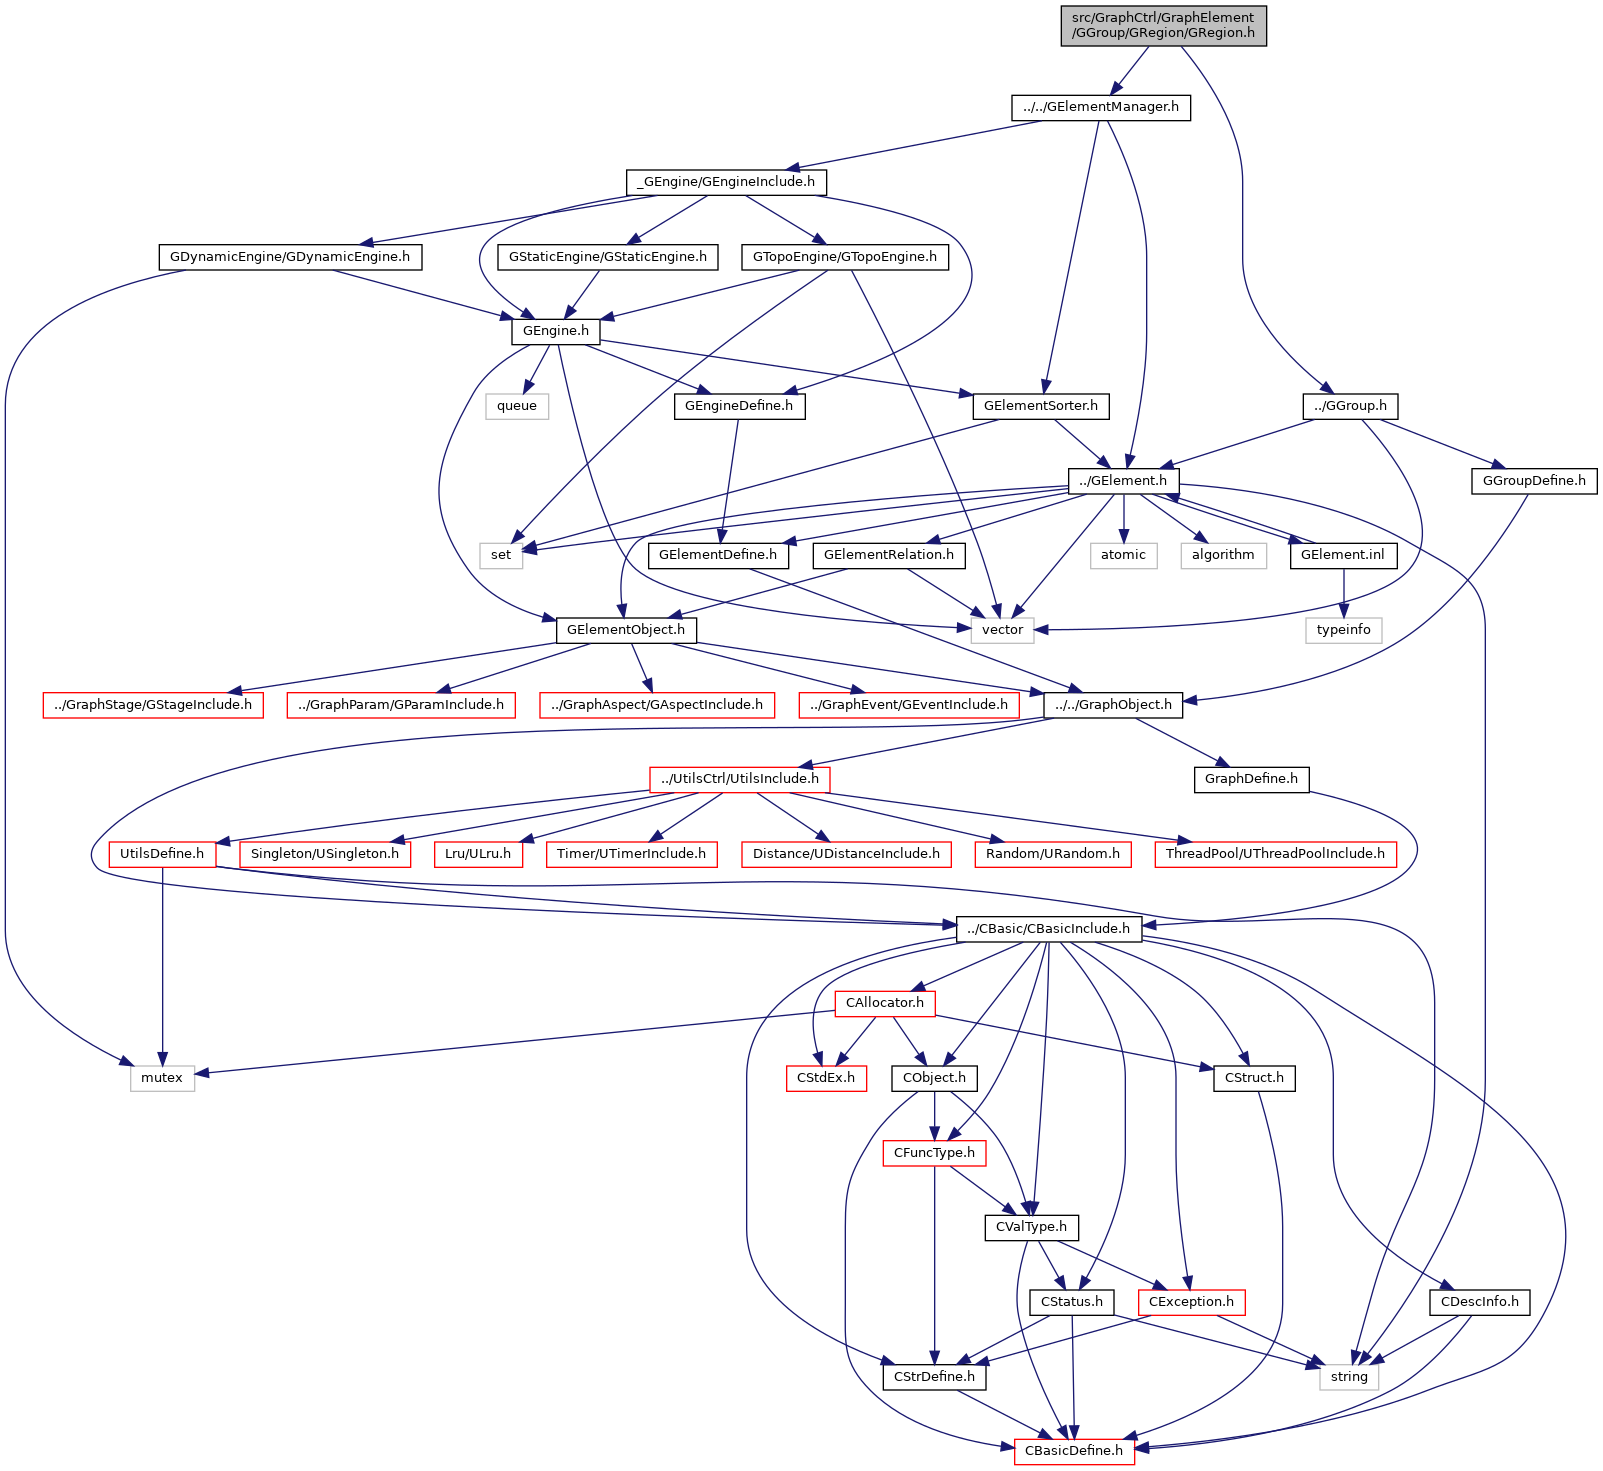 src/GraphCtrl/GraphElement
/GGroup/GRegion/GRegion.h
../../GElementManager.h
_GEngine/GEngineInclude.h
GDynamicEngine/GDynamicEngine.h
GStaticEngine/GStaticEngine.h
GTopoEngine/GTopoEngine.h
GEngine.h
queue
GEngineDefine.h
GElementSorter.h
../GGroup.h
../GElement.h
GGroupDefine.h
set
GElementDefine.h
GElementRelation.h
atomic
algorithm
GElement.inl
GElementObject.h
vector
typeinfo
../GraphStage/GStageInclude.h
../GraphParam/GParamInclude.h
../GraphAspect/GAspectInclude.h
../GraphEvent/GEventInclude.h
../../GraphObject.h
../UtilsCtrl/UtilsInclude.h
GraphDefine.h
UtilsDefine.h
Singleton/USingleton.h
Lru/ULru.h
Timer/UTimerInclude.h
Distance/UDistanceInclude.h
Random/URandom.h
ThreadPool/UThreadPoolInclude.h
../CBasic/CBasicInclude.h
CAllocator.h
mutex
CStdEx.h
CObject.h
CStruct.h
CFuncType.h
CValType.h
CStatus.h
CException.h
CDescInfo.h
CStrDefine.h
string
CBasicDefine.h